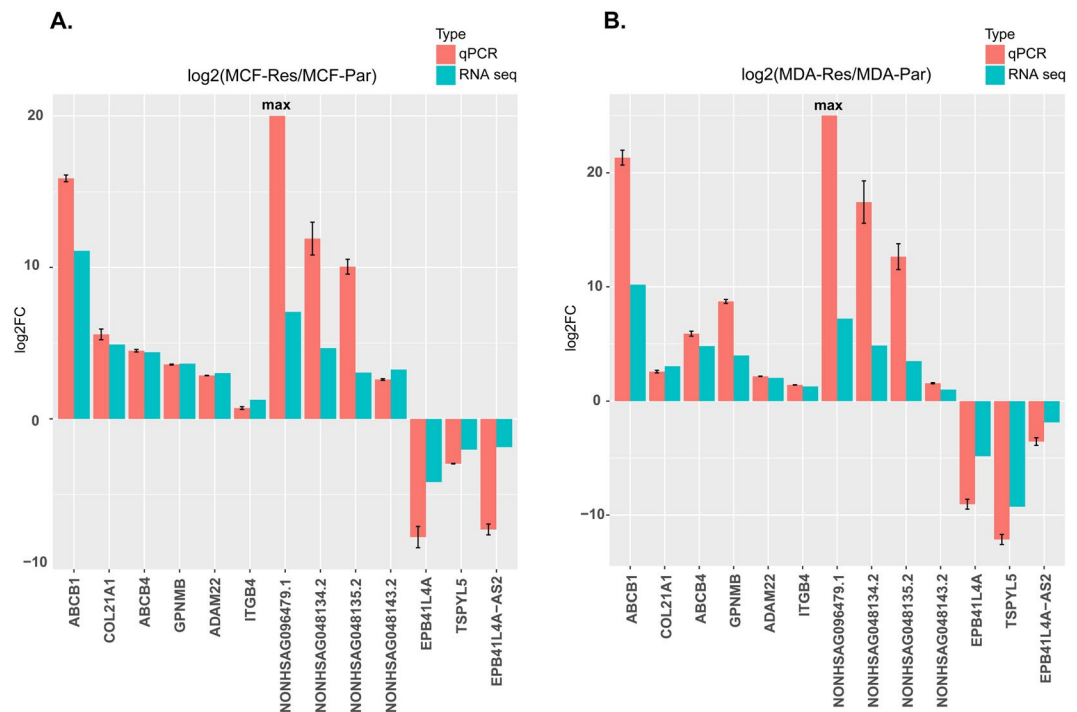 A.
Type
qPCR
RNA seq
log2(MCF-Res/MCF-Par)
max
20
10
0
−10
log2FC
ABCB1
COL21A1
ABCB4
GPNMB
ADAM22
ITGB4
NONHSAG096479.1
NONHSAG048134.2
NONHSAG048135.2
NONHSAG048143.2
EPB41L4A
TSPYL5
EPB41L4A−AS2
B.
Type
qPCR
RNA seq
log2(MDA-Res/MDA-Par)
max
20
10
0
−10
log2FC
ABCB1
COL21A1
ABCB4
GPNMB
ADAM22
ITGB4
NONHSAG096479.1
NONHSAG048134.2
NONHSAG048135.2
NONHSAG048143.2
EPB41L4A
TSPYL5
EPB41L4A−AS2